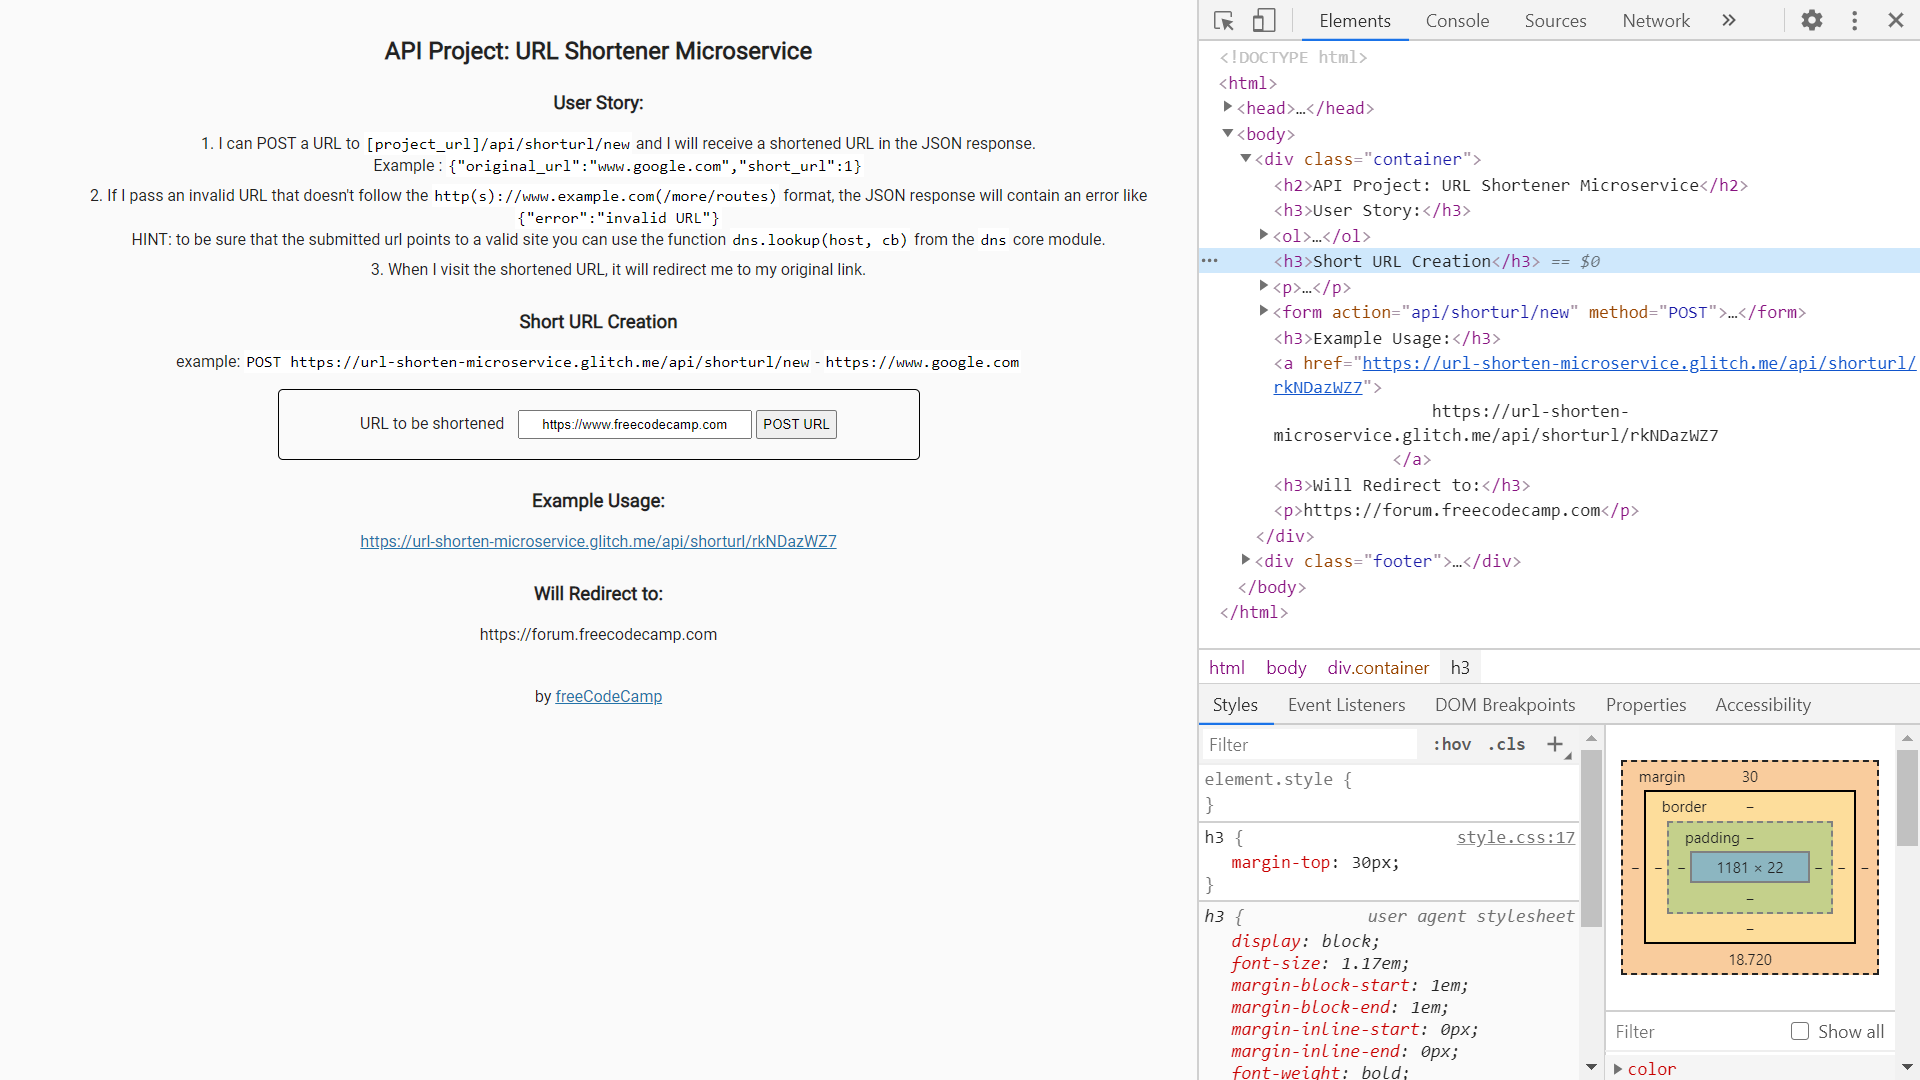 API Project: URL Shortener Microservice
User Story:
1. I can POST a URL to [project_url]/api/shorturl/new and I will receive a shortened URL in the JSON response.
Example : {"original_url":"www.google.com","short_url":1}
2. If I pass an invalid URL that doesn't follow the http(s)://www.example.com(/more/routes) format, the JSON response will contain an error like
{"error":"invalid URL"}
HINT: to be sure that the submitted url points to a valid site you can use the function dns.lookup(host, cb) from the dns core module.
3. When I visit the shortened URL, it will redirect me to my original link.
Short URL Creation
example: POST https://url-shorten-microservice.glitch.me/api/shorturl/new - https://www.google.com
URL to be shortened https://www.freecodecamp.com POST URL
Example Usage:
https://url-shorten-microservice.glitch.me/api/shorturl/rkNDazWZ7
Will Redirect to:
https://forum.freecodecamp.com
by freeCodeCamp
Elements Console Sources Network »
<!DOCTYPE html>
<html>
<head>…</head>
<body>
<div class="container">
<h2>API Project: URL Shortener Microservice</h2>
<h3>User Story:</h3>
<ol>…</ol>
<h3>Short URL Creation</h3> == $0
<p>…</p>
<form action="api/shorturl/new" method="POST">…</form>
<h3>Example Usage:</h3>
<a href="https://url-shorten-microservice.glitch.me/api/shorturl/
rkNDazWZ7">
https://url-shorten-
microservice.glitch.me/api/shorturl/rkNDazWZ7
</a>
<h3>Will Redirect to:</h3>
<p>https://forum.freecodecamp.com</p>
</div>
<div class="footer">…</div>
</body>
</html>
html body div.container h3
Styles Event Listeners DOM Breakpoints Properties Accessibility
Filter :hov .cls +
element.style {
}
h3 { style.css:17
margin-top: 30px;
}
h3 { user agent stylesheet
display: block;
font-size: 1.17em;
margin-block-start: 1em;
margin-block-end: 1em;
margin-inline-start: 0px;
margin-inline-end: 0px;
font-weight: bold;
margin 30
border –
padding –
– – – 1181 × 22 – – –
–
–
18.720
Filter Show all
color